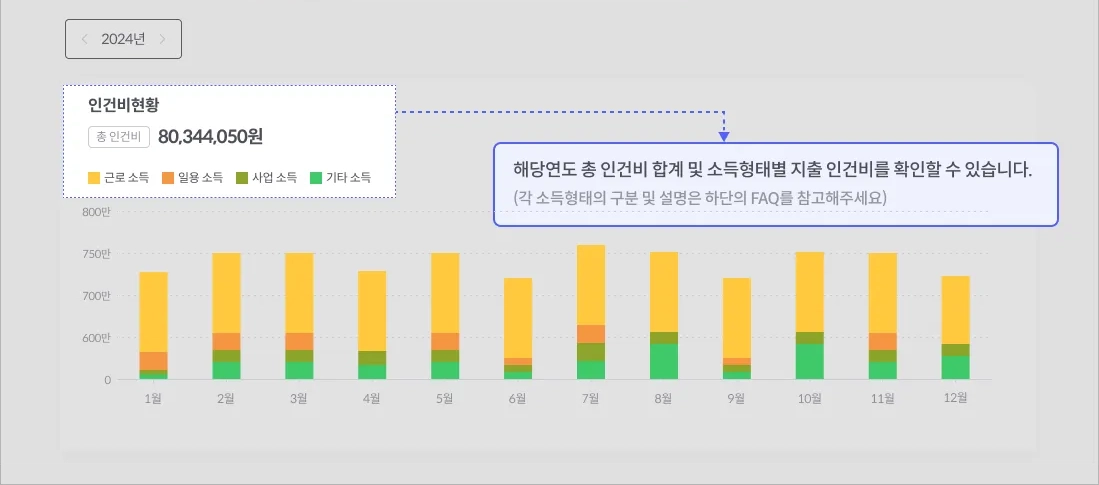 2024년
인건비현황
총 인건비 80,344,050원
근로 소득 일용 소득 사업 소득 기타 소득
해당연도 총 인건비 합계 및 소득형태별 지출 인건비를 확인할 수 있습니다.
(각 소득형태의 구분 및 설명은 하단의 FAQ를 참고해주세요)
800만
750만
700만
600만
0
1월 2월 3월 4월 5월 6월 7월 8월 9월 10월 11월 12월